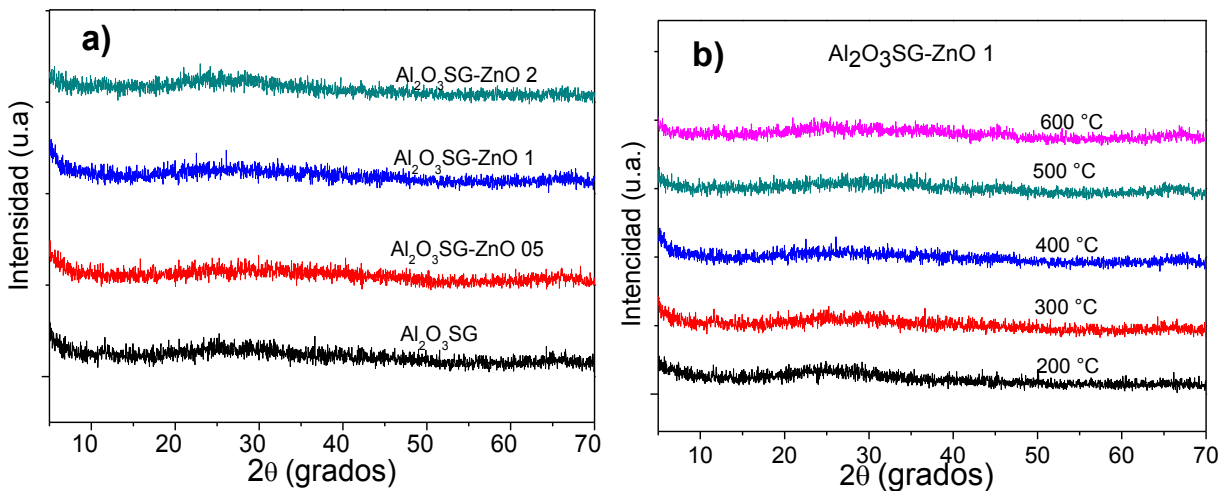 a)
Al2O3SG-ZnO 2
Al2O3SG-ZnO 1
Al2O3SG-ZnO 05
Al2O3SG
Intensidad (u.a)
10 20 30 40 50 60 70
2θ (grados)
b) Al2O3SG-ZnO 1
600 °C
500 °C
400 °C
300 °C
200 °C
Intencidad (u.a.)
10 20 30 40 50 60 70
2θ (grados)